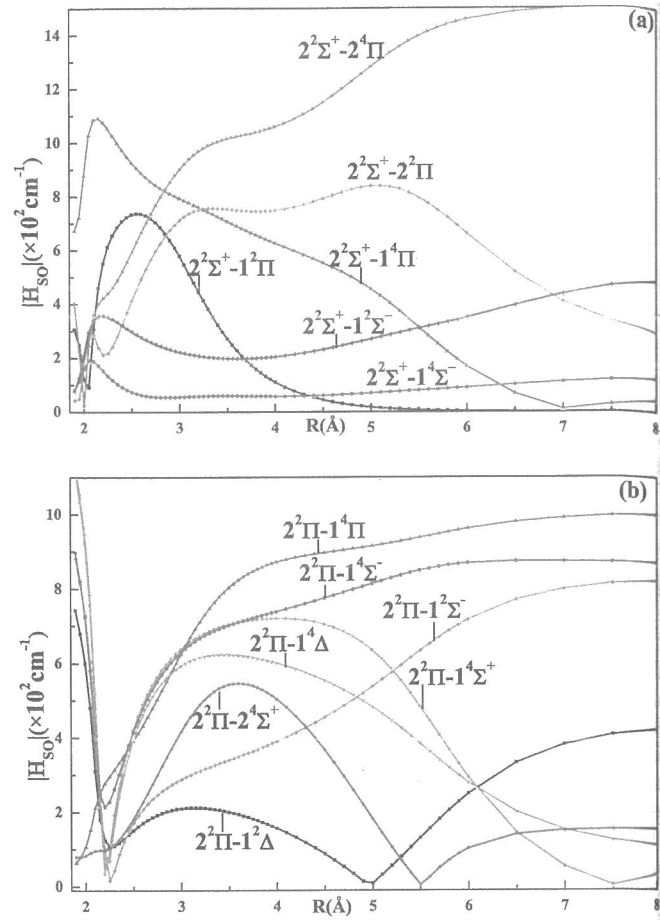 (a)
14
12
10
8
6
4
2
0
|H_SO|(×10²cm⁻¹)
2²Σ⁺-2⁴Π
2²Σ⁺-2²Π
2²Σ⁺-1⁴Π
2²Σ⁺-1²Π
2²Σ⁺-1²Σ⁻
2²Σ⁺-1⁴Σ⁻
2 3 4 5 6 7 8
R(Å)
(b)
10
8
6
4
2
0
|H_SO|(×10²cm⁻¹)
2²Π-1⁴Π
2²Π-1⁴Σ⁻
2²Π-1²Σ⁻
2²Π-1⁴Δ
2²Π-1⁴Σ⁺
2²Π-2⁴Σ⁺
2²Π-1²Δ
2 3 4 5 6 7 8
R(Å)